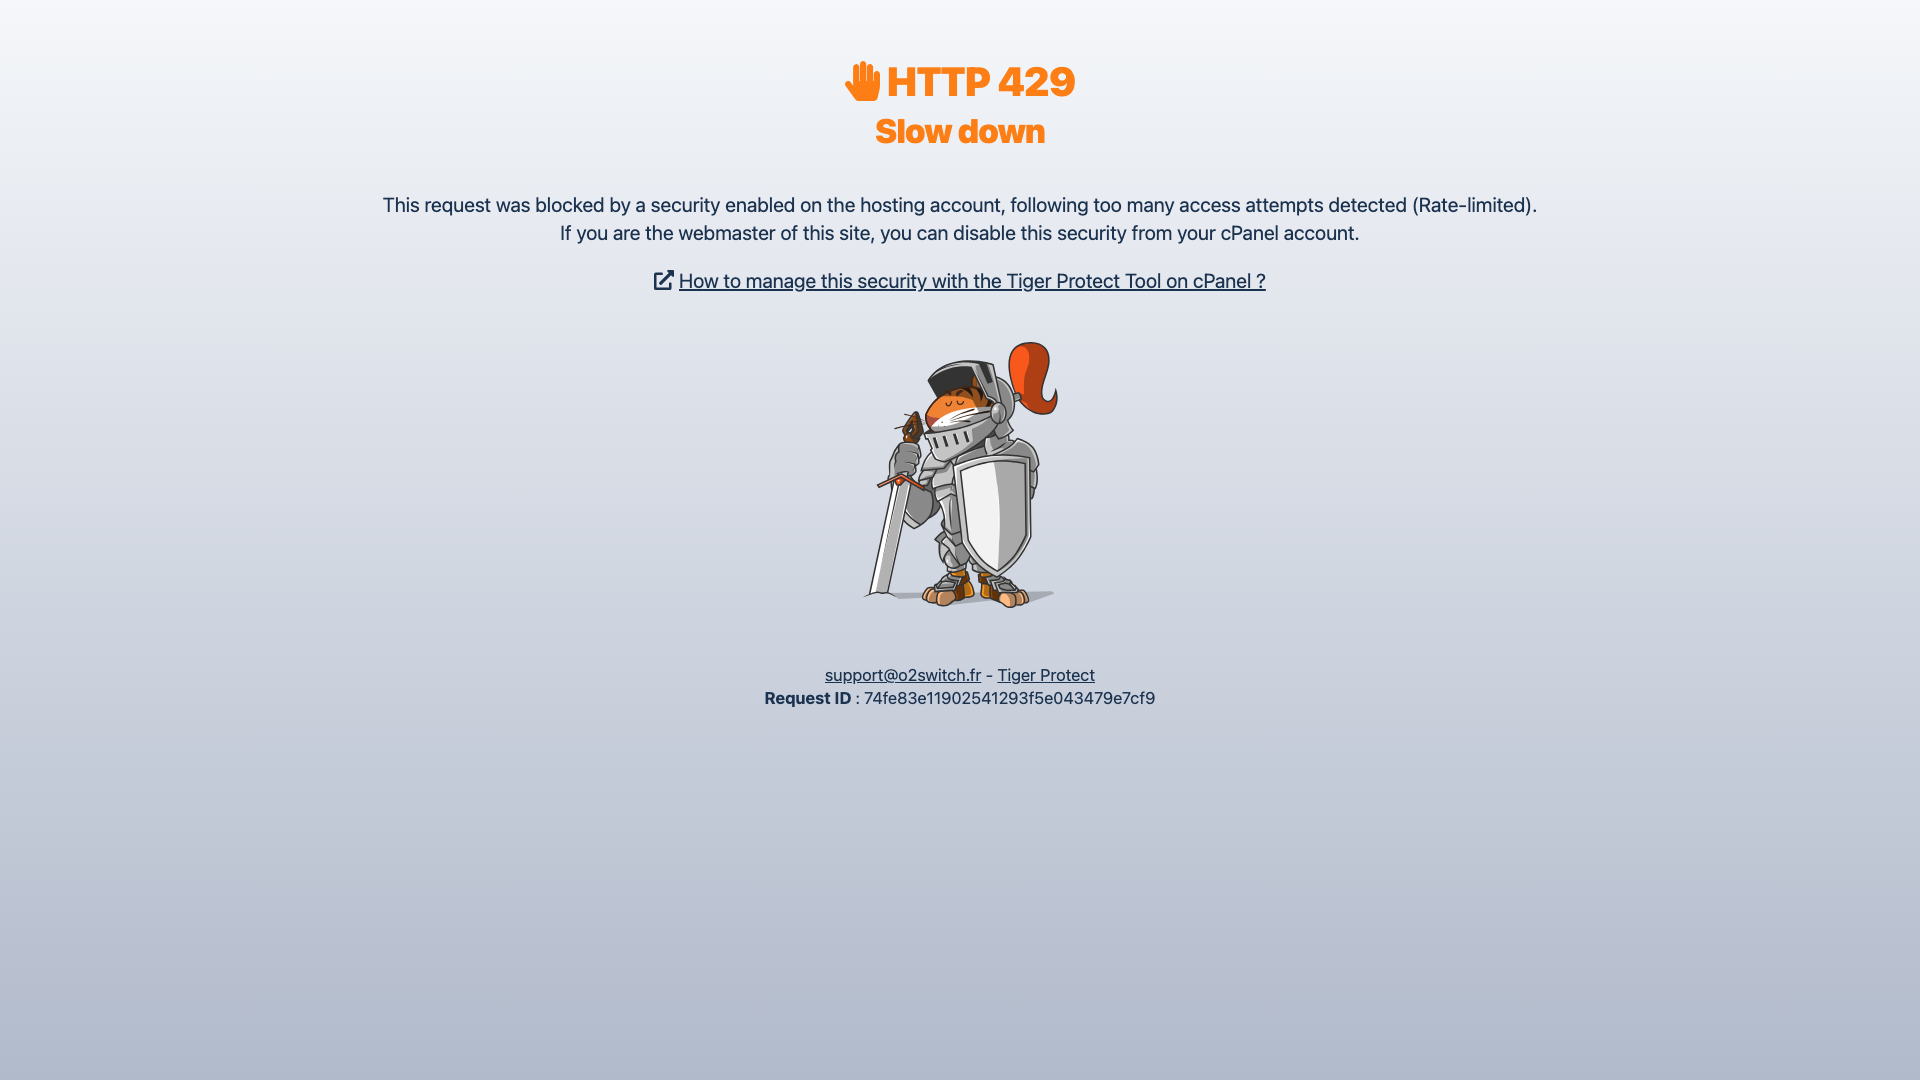 HTTP 429
Slow down
This request was blocked by a security enabled on the hosting account, following too many access attempts detected (Rate-limited).
If you are the webmaster of this site, you can disable this security from your cPanel account.
How to manage this security with the Tiger Protect Tool on cPanel ?
support@o2switch.fr - Tiger Protect
Request ID : 74fe83e11902541293f5e043479e7cf9